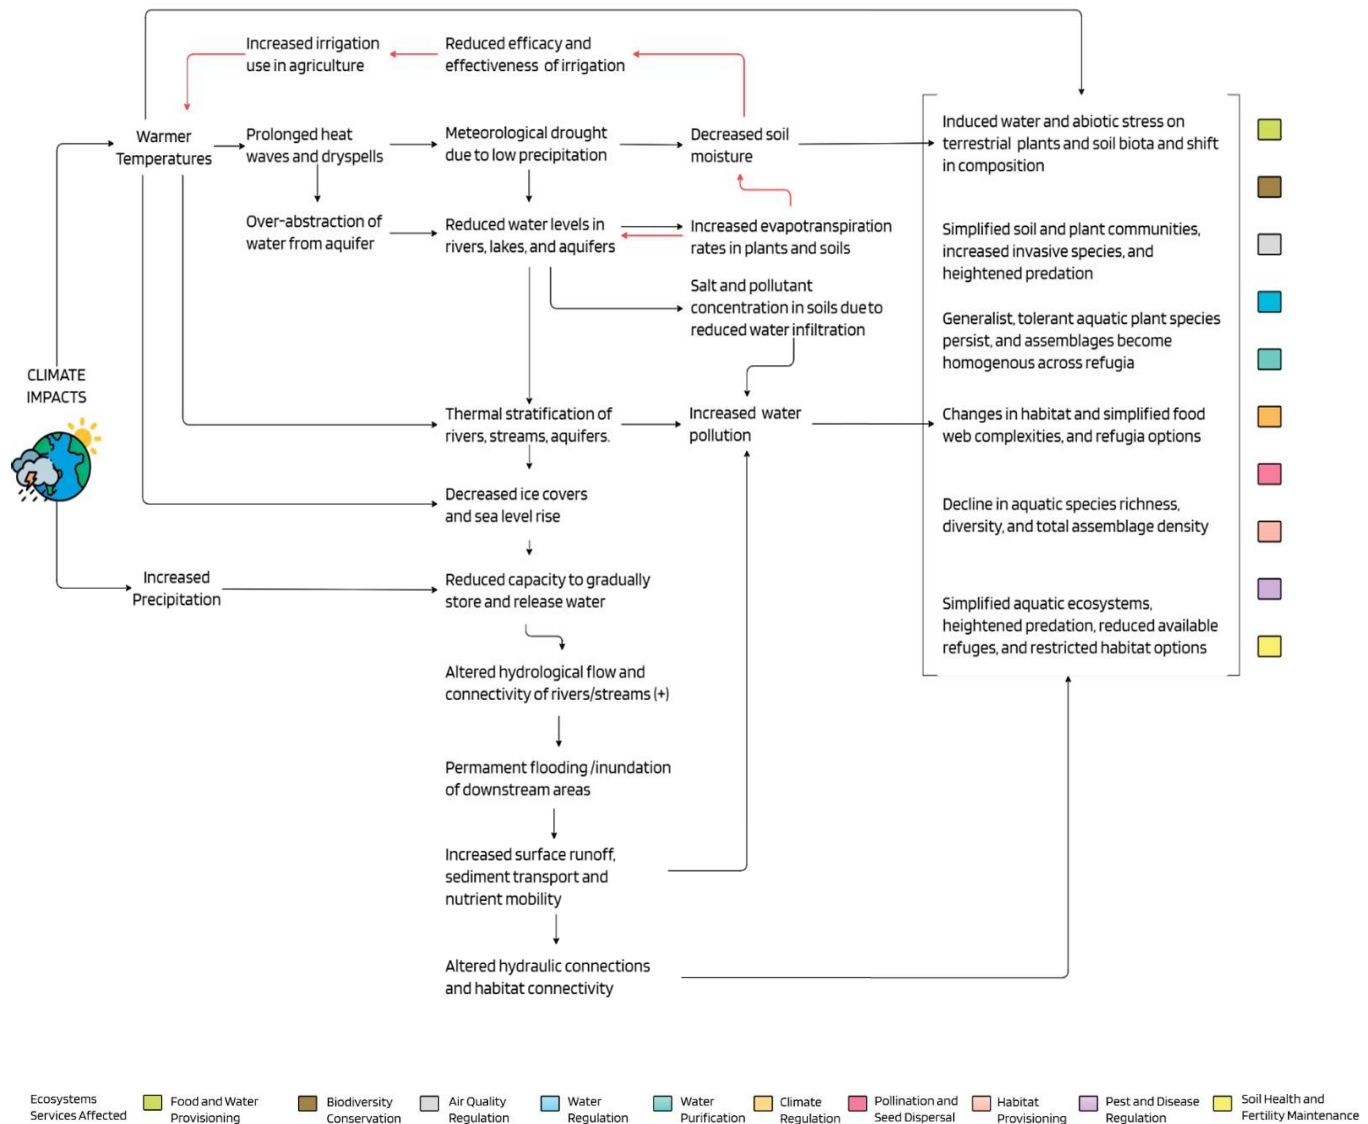 Increased irrigation
use in agriculture
Reduced efficacy and
effectiveness of irrigation
Warmer
Temperatures
Prolonged heat
waves and dryspells
Meteorological drought
due to low precipitation
Decreased soil
moisture
Induced water and abiotic stress on
terrestrial plants and soil biota and shift
in composition
Over-abstraction of
water from aquifer
Reduced water levels in
rivers, lakes, and aquifers
Increased evapotranspiration
rates in plants and soils
Simplified soil and plant communities,
increased invasive species, and
heightened predation
Salt and pollutant
concentration in soils due to
reduced water infiltration
Generalist, tolerant aquatic plant species
persist, and assemblages become
homogenous across refugia
CLIMATE
IMPACTS
Thermal stratification of
rivers, streams, aquifers.
Increased water
pollution
Changes in habitat and simplified food
web complexities, and refugia options
Decreased ice covers
and sea level rise
Decline in aquatic species richness,
diversity, and total assemblage density
Increased
Precipitation
Reduced capacity to gradually
store and release water
Simplified aquatic ecosystems,
heightened predation, reduced available
refuges, and restricted habitat options
Altered hydrological flow and
connectivity of rivers/streams (+)
Permament flooding/inundation
of downstream areas
Increased surface runoff,
sediment transport and
nutrient mobility
Altered hydraulic connections
and habitat connectivity
Ecosystems
Services Affected
Food and Water
Provisioning
Biodiversity
Conservation
Air Quality
Regulation
Water
Regulation
Water
Purification
Climate
Regulation
Pollination and
Seed Dispersal
Habitat
Provisioning
Pest and Disease
Regulation
Soil Health and
Fertility Maintenance